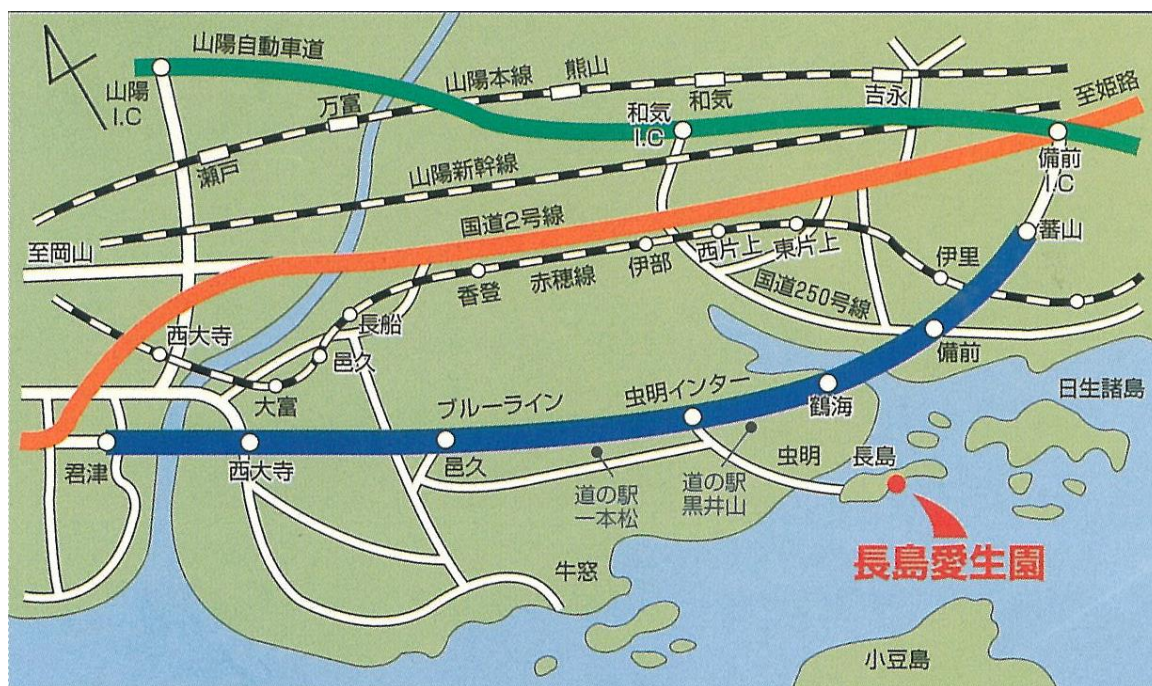 山陽自動車道
山陽
I.C
山陽本線
熊山
万富
和気
吉永
至姫路
和気
I.C
瀬戸
山陽新幹線
備前
I.C
国道2号線
至岡山
蕃山
西片上
東片上
伊部
伊里
香登
赤穂線
国道250号線
長船
西大寺
邑久
備前
大富
ブルーライン
虫明インター
鶴海
日生諸島
君津
西大寺
邑久
虫明
長島
道の駅
一本松
道の駅
黒井山
長島愛生園
牛窓
小豆島